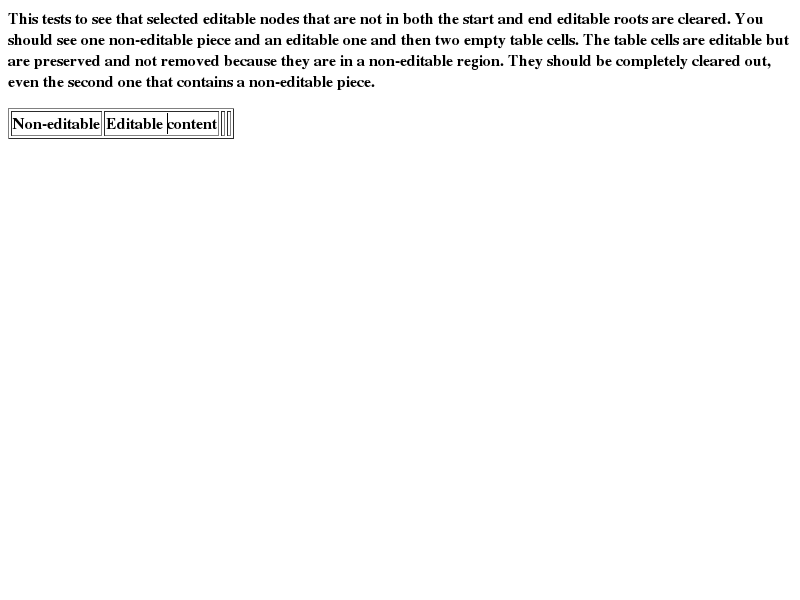 This tests to see that selected editable nodes that are not in both the start and end editable roots are cleared. You
should see one non-editable piece and an editable one and then two empty table cells. The table cells are editable but
are preserved and not removed because they are in a non-editable region. They should be completely cleared out,
even the second one that contains a non-editable piece.
Non-editable Editable content